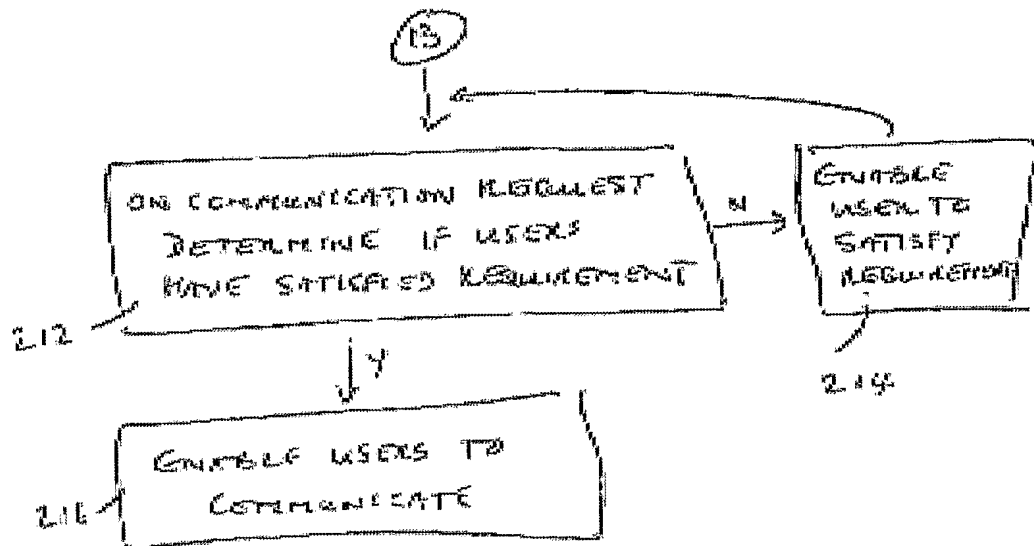 B
ON COMMUNICATION REQUEST
DETERMINE IF USERS
HAVE SATISFIED REQUIREMENT
N
ENABLE
USER TO
SATISFY
REQUIREMENT
212
Y
214
ENABLE USERS TO
COMMUNICATE